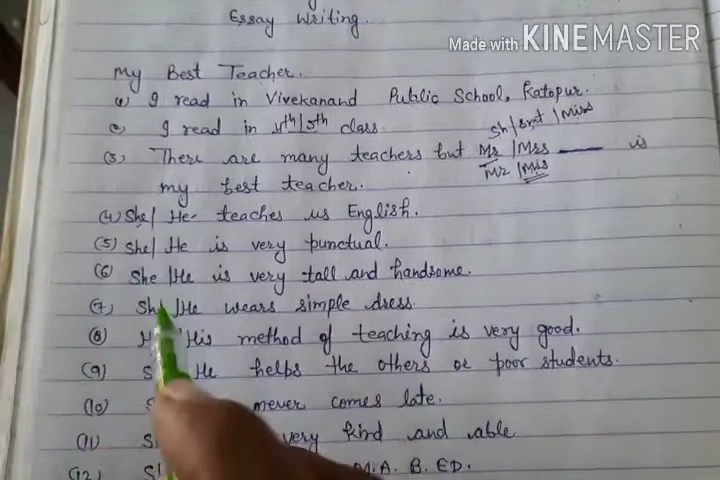 Essay Writing.
Made with KINEMASTER
My Best Teacher.
(1) I read in Vivekanand Public School, Ratopur.
(2) I read in Vth/5th class.
Sh/Smt/Miss
(3) There are many teachers but Mr/Mrs ——— is
Mr/Mis
my best teacher.
(4) She/He teaches us English.
(5) She/He is very punctual.
(6) She/He is very tall and handsome.
(7) She/He wears simple dress.
(8) His method of teaching is very good.
(9) He helps the others or poor students.
(10) never comes late.
(11) very kind and able
(12) M.A. B.ED.